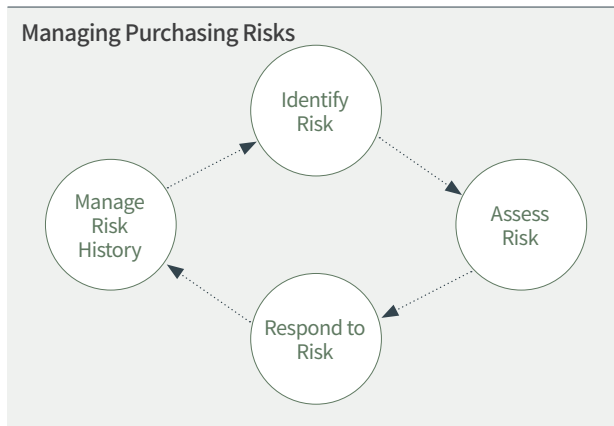 Managing Purchasing Risks
Identify
Risk
Assess
Risk
Respond to
Risk
Manage
Risk
History